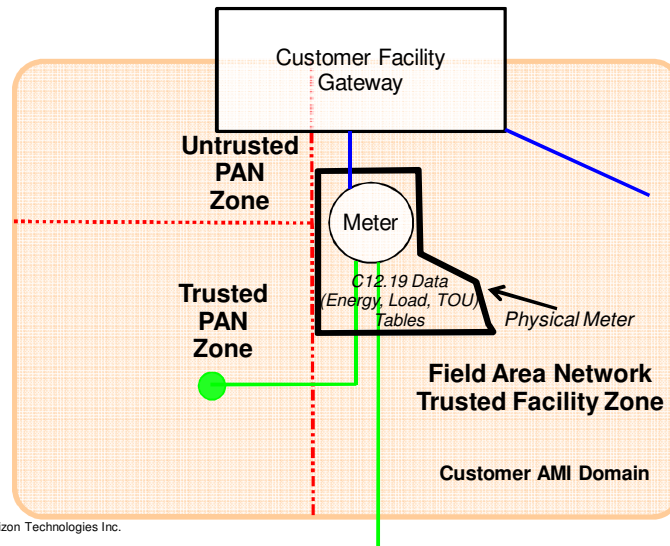 Customer Facility
Gateway
Untrusted
PAN
Zone
Meter
C12.19 Data
(Energy, Load, TOU)
Tables
Physical Meter
Trusted
PAN
Zone
Field Area Network
Trusted Facility Zone
Customer AMI Domain
izon Technologies Inc.